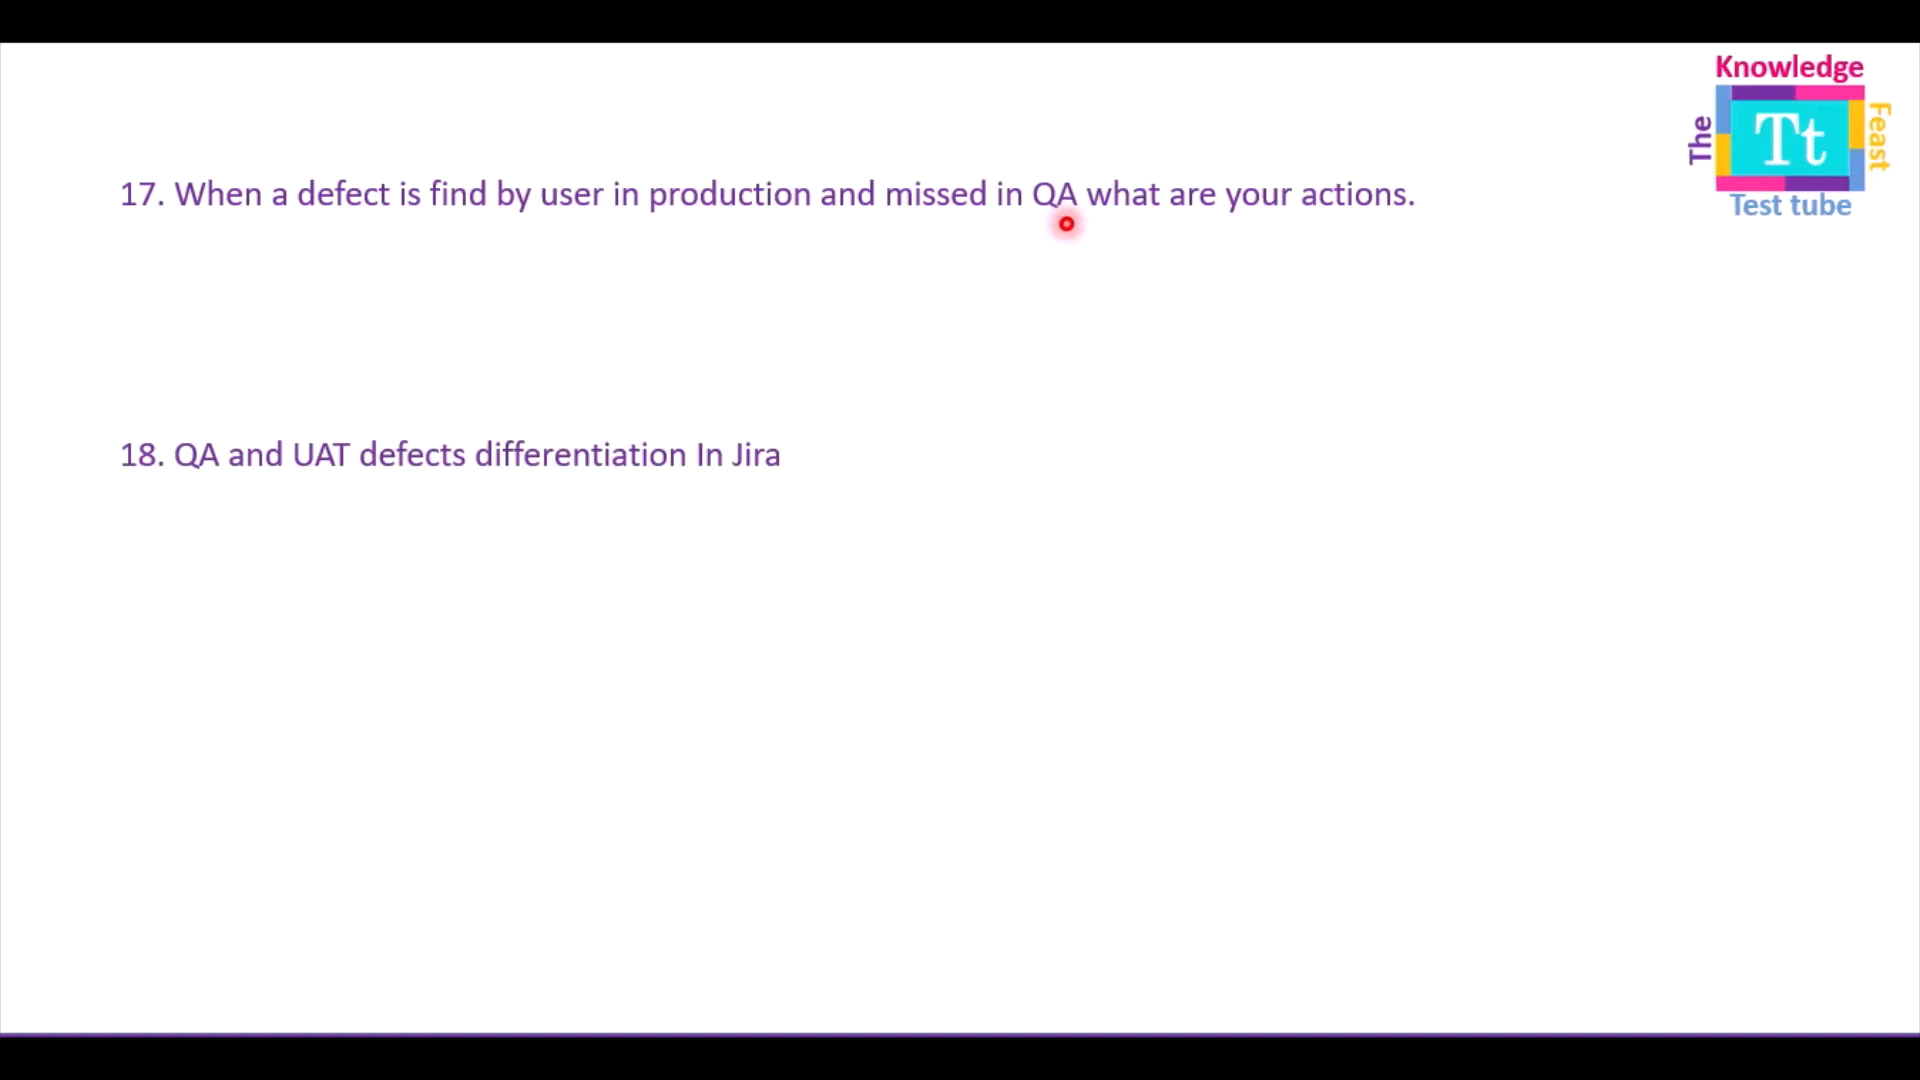 Knowledge
The
Tt
Feast
Test tube
17. When a defect is find by user in production and missed in QA what are your actions.
18. QA and UAT defects differentiation In Jira